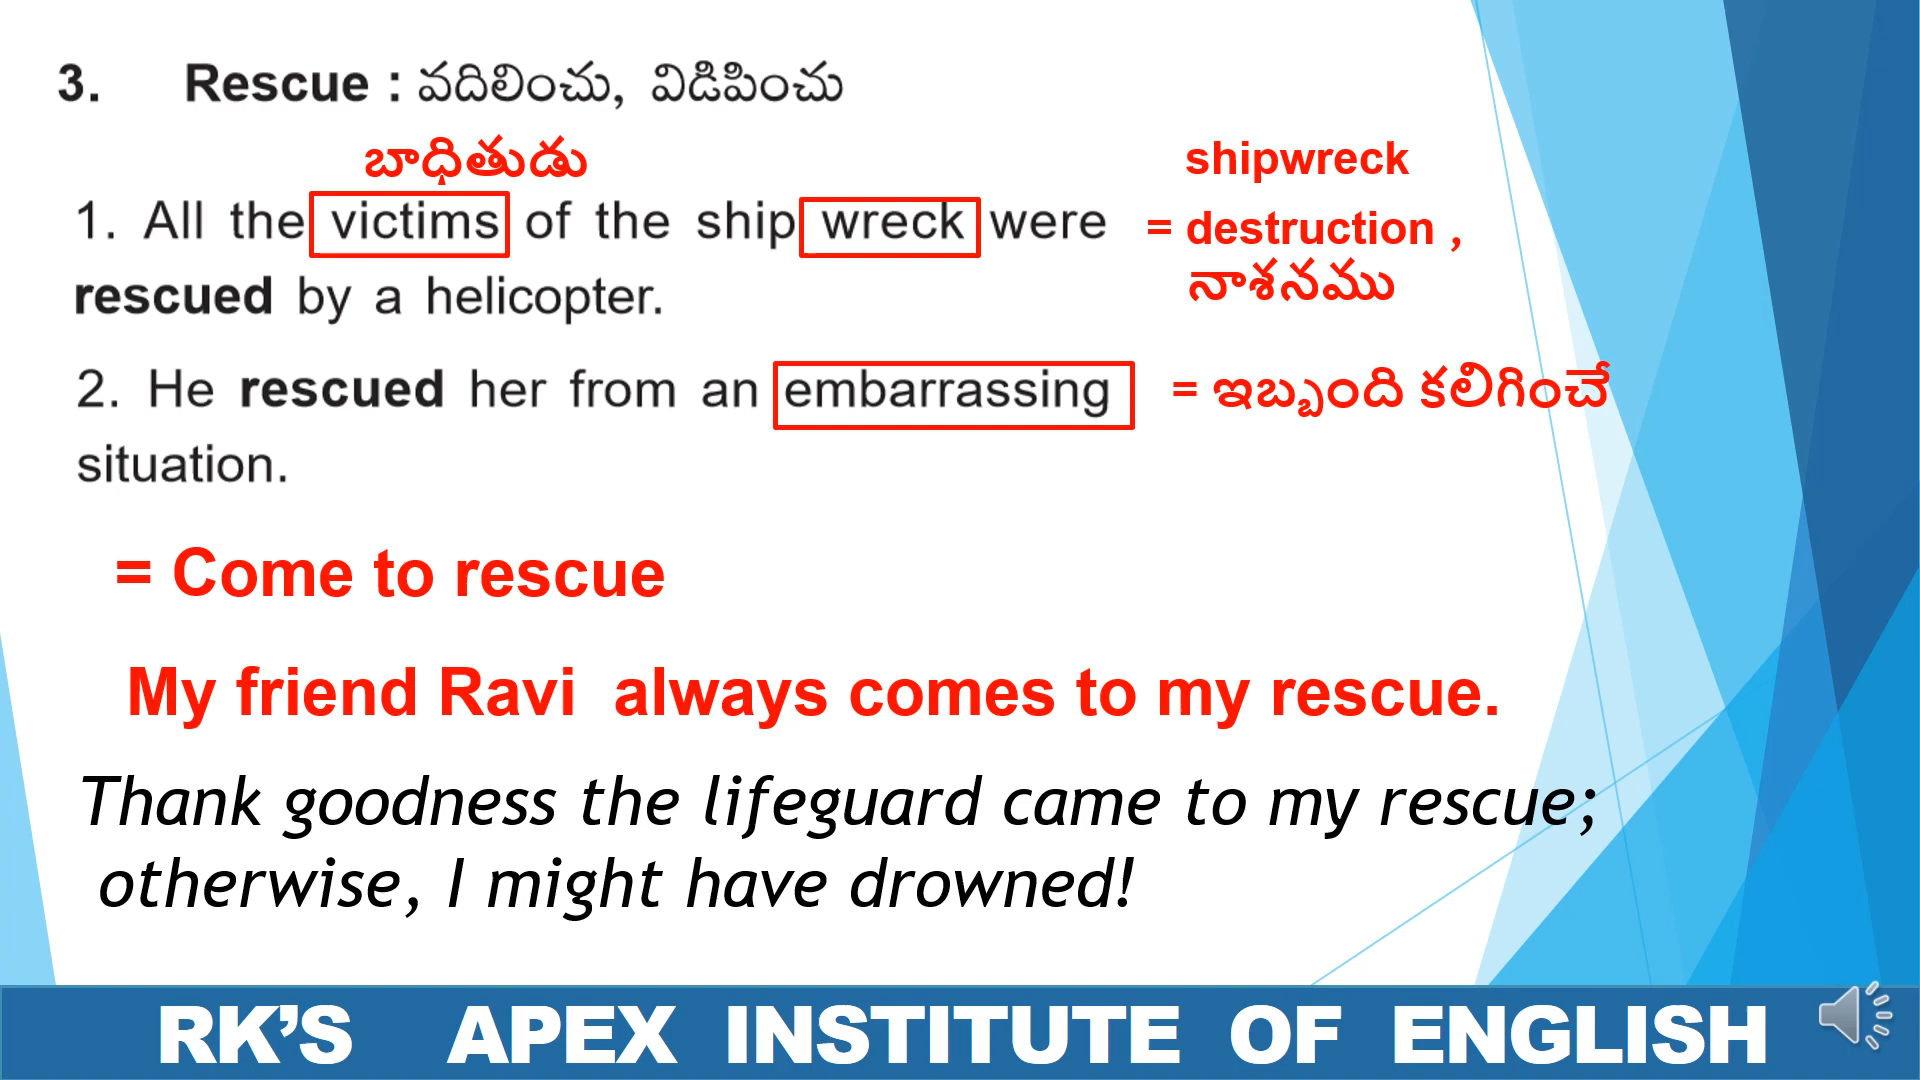 3. Rescue : వదిలించు, విడిపించు
బాధితుడు
1. All the victims of the ship wreck were
rescued by a helicopter.
shipwreck
= destruction ,
నాశనము
2. He rescued her from an embarrassing
situation.
= ఇబ్బంది కలిగించే
= Come to rescue
My friend Ravi always comes to my rescue.
Thank goodness the lifeguard came to my rescue;
otherwise, I might have drowned!
RK'S APEX INSTITUTE OF ENGLISH